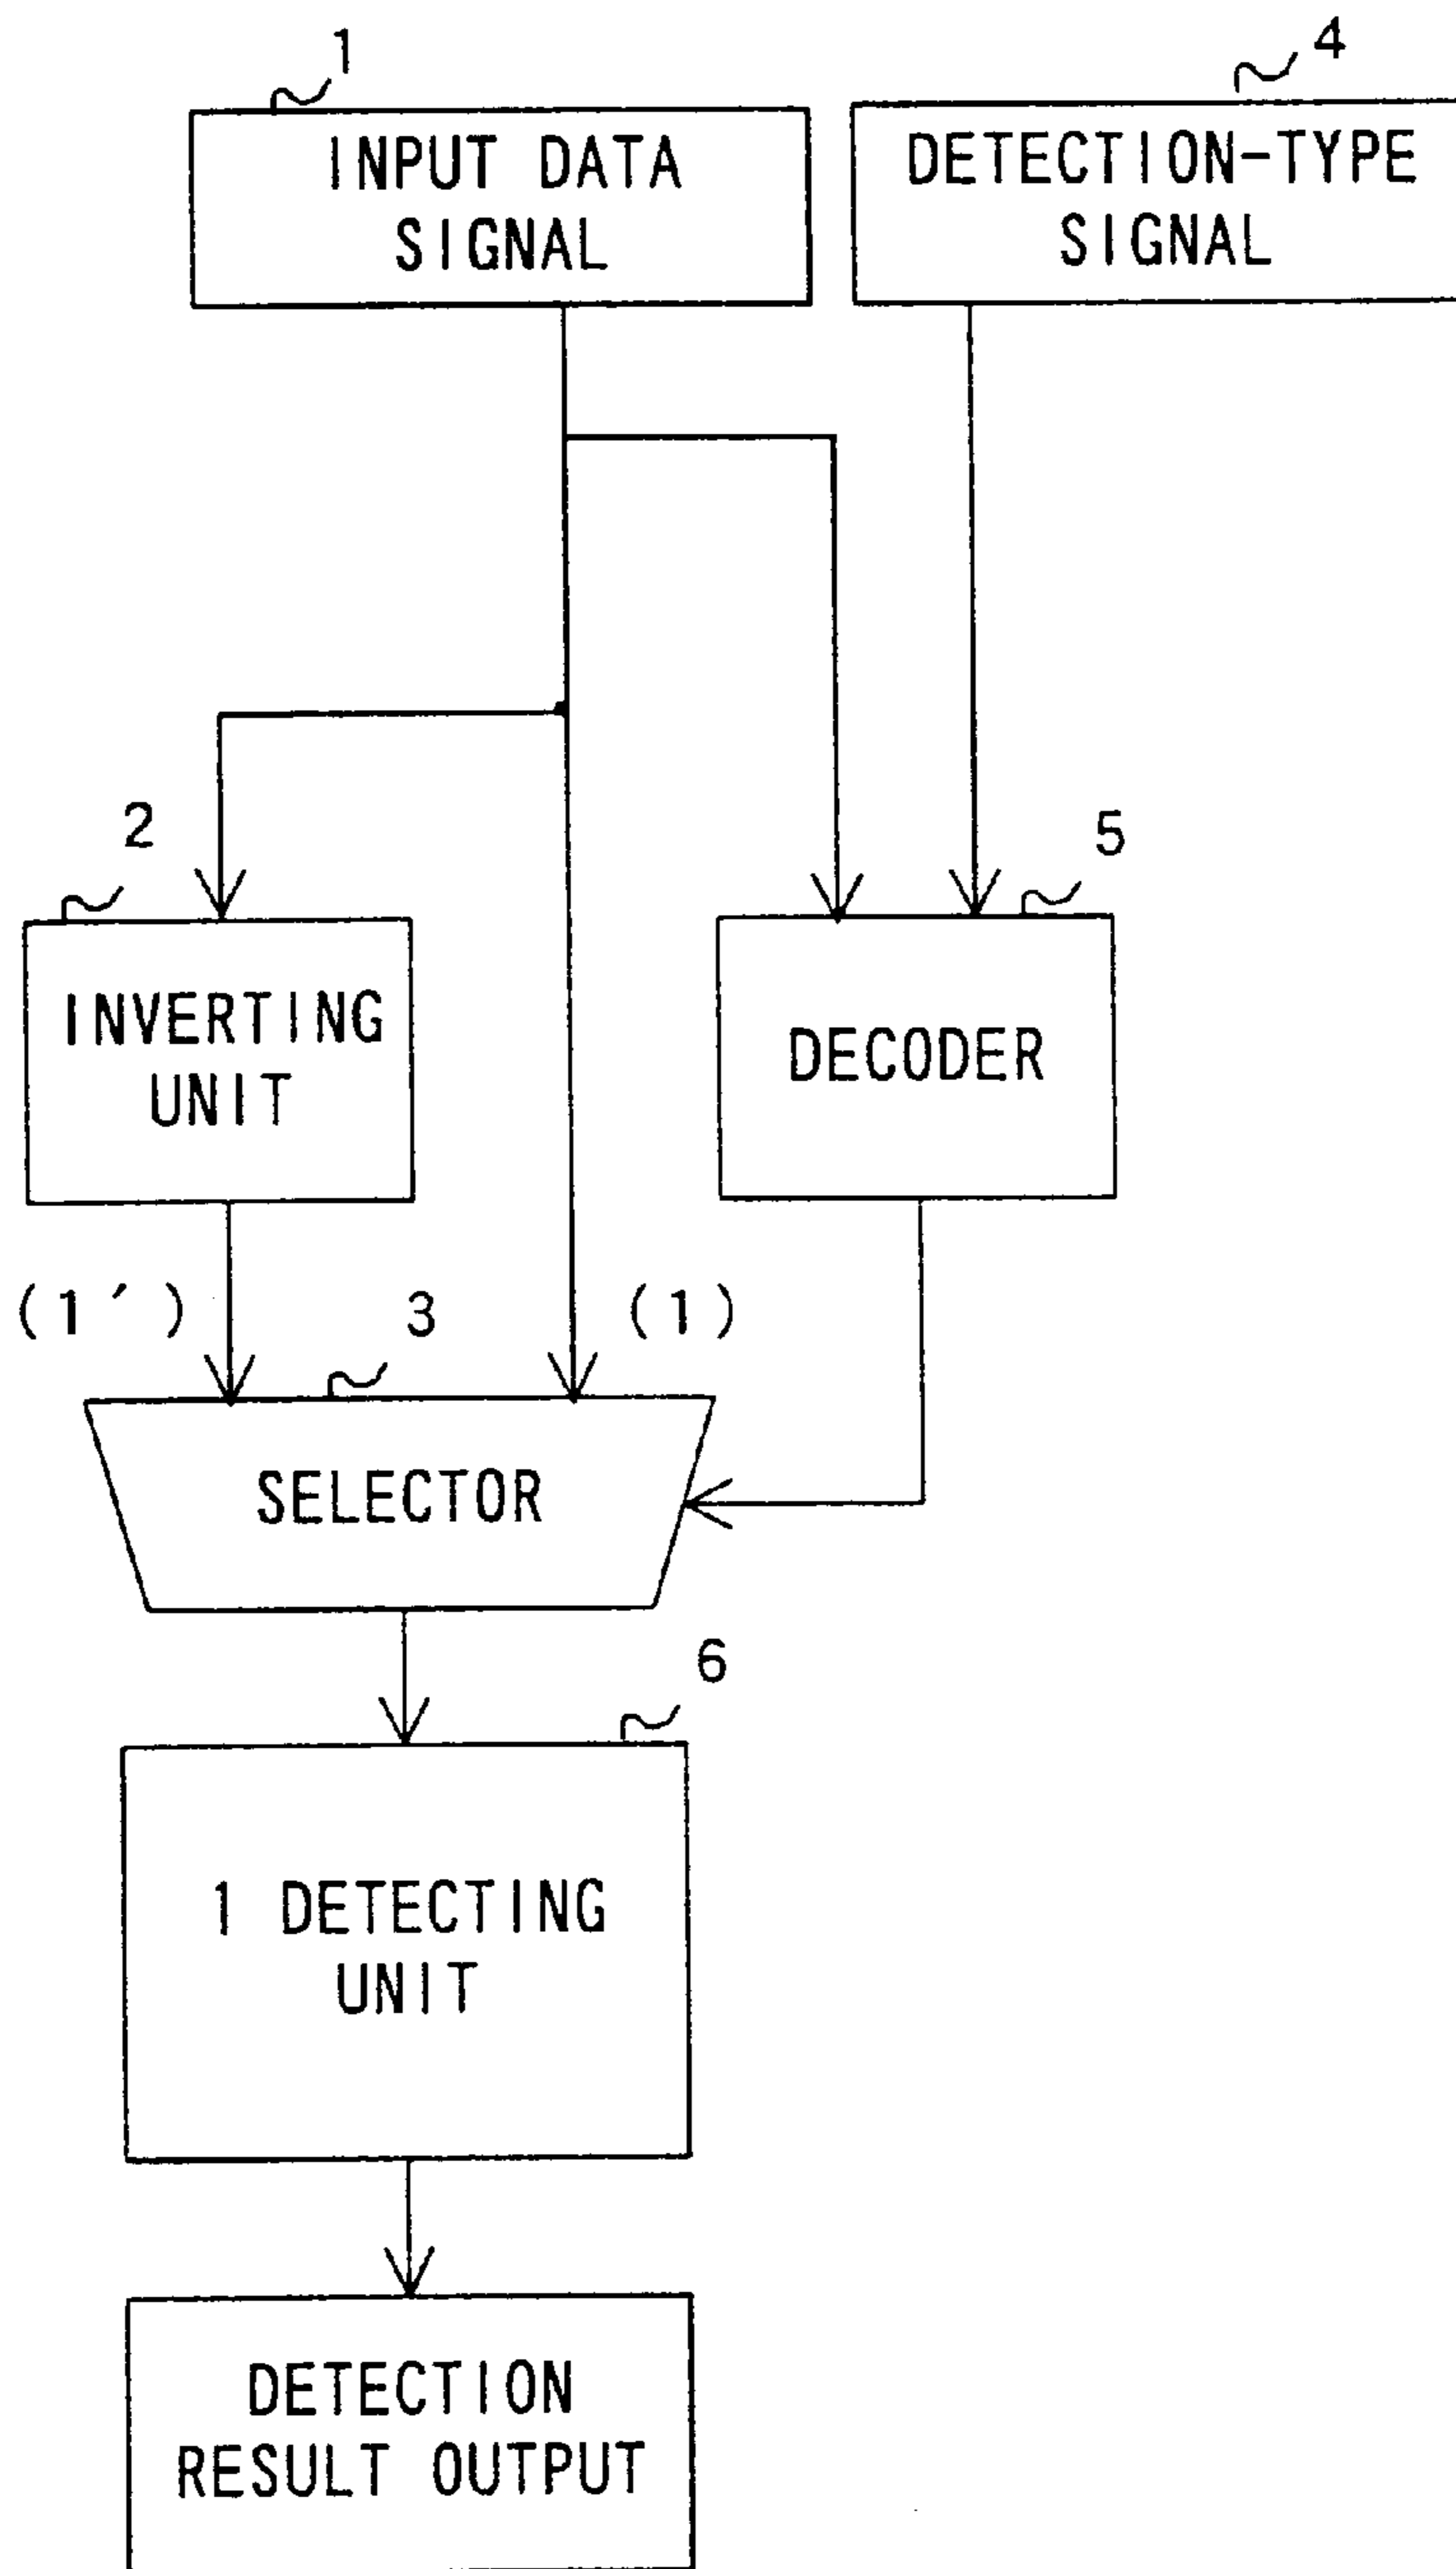 1
4
INPUT DATA
SIGNAL
DETECTION-TYPE
SIGNAL
2
5
INVERTING
UNIT
DECODER
(1′)
3
(1)
SELECTOR
6
1 DETECTING
UNIT
DETECTION
RESULT OUTPUT